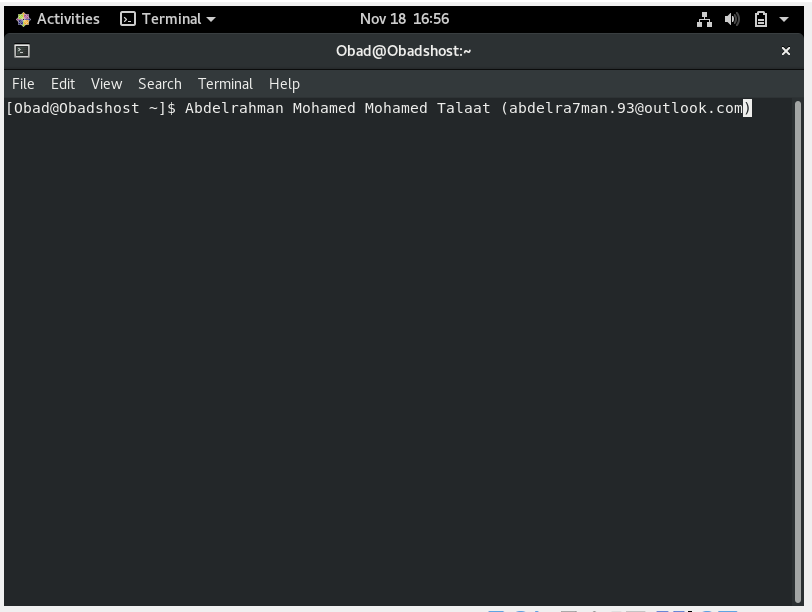 Activities Terminal Nov 18 16:56
Obad@Obadshost:~
File Edit View Search Terminal Help
[Obad@Obadshost ~]$ Abdelrahman Mohamed Mohamed Talaat (abdelra7man.93@outlook.com)